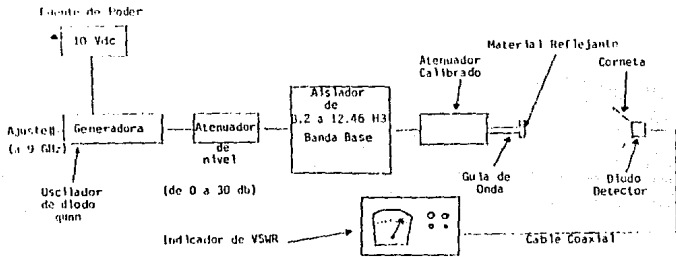 Fuente de Poder
10 Vdc
Ajuste
(a 9 GHz)
Generadora
Oscilador
de diodo
gunn
Atenuador
de
nivel
(de 0 a 30 db)
Aislador
de
8.2 a 12.46 H3
Banda Base
Atenuador
Calibrado
Material Reflejante
Guia de
Onda
Corneta
Diodo
Detector
Indicador de VSWR
Cable Coaxial